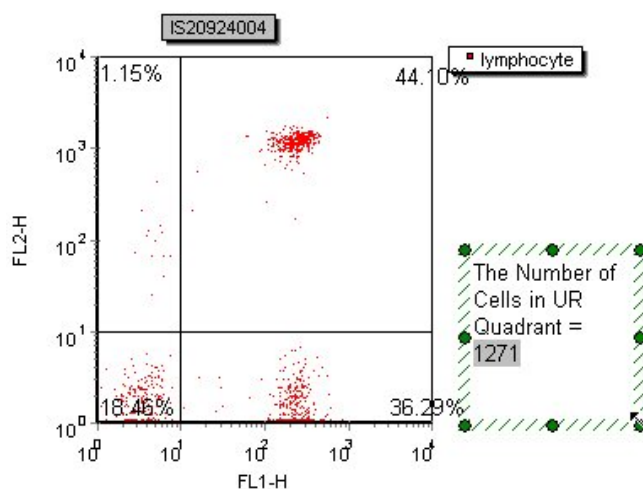 IS20924004
lymphocyte
10⁴
1.15%
44.10%
10³
FL2-H
10²
The Number of
Cells in UR
Quadrant =
1271
10¹
18.46%
36.29%
10⁰
10⁰ 10¹ 10² 10³ 10⁴
FL1-H